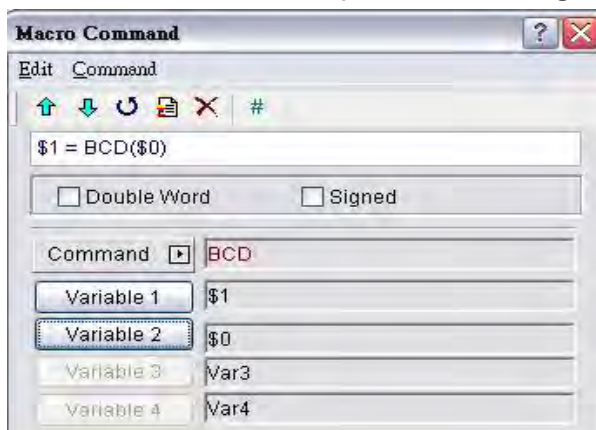 Macro Command
Edit Command
#
$1 = BCD($0)
Double Word Signed
Command BCD
Variable 1 $1
Variable 2 $0
Variable 3 Var3
Variable 4 Var4